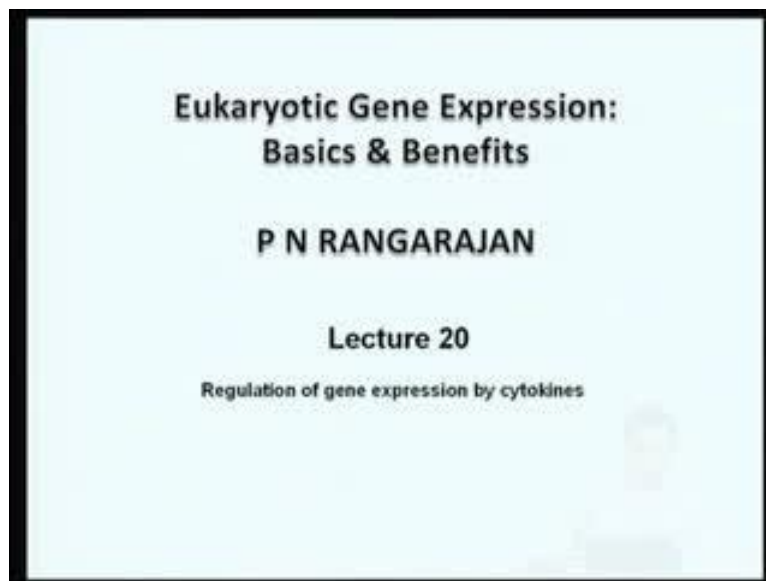 Eukaryotic Gene Expression:
Basics & Benefits
P N RANGARAJAN
Lecture 20
Regulation of gene expression by cytokines